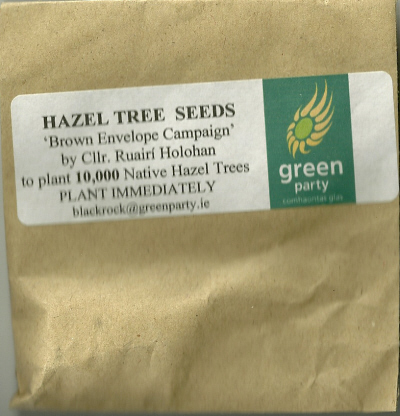 HAZEL TREE SEEDS
'Brown Envelope Campaign'
by Cllr. Ruairí Holohan
to plant 10,000 Native Hazel Trees
PLANT IMMEDIATELY
blackrock@greenparty.ie
green
party
comhaontas glas